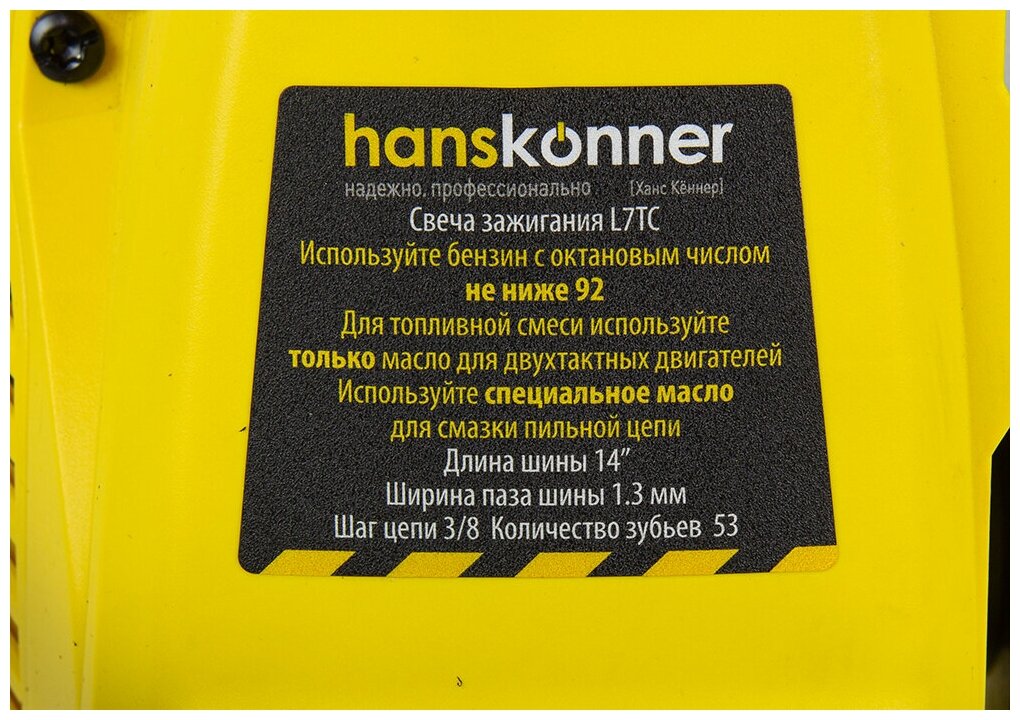 hanskönner
надежно. профессионально [Ханс Кённер]
Свеча зажигания L7TC
Используйте бензин с октановым числом
не ниже 92
Для топливной смеси используйте
только масло для двухтактных двигателей
Используйте специальное масло
для смазки пильной цепи
Длина шины 14”
Ширина паза шины 1.3 мм
Шаг цепи 3/8 Количество зубьев 53